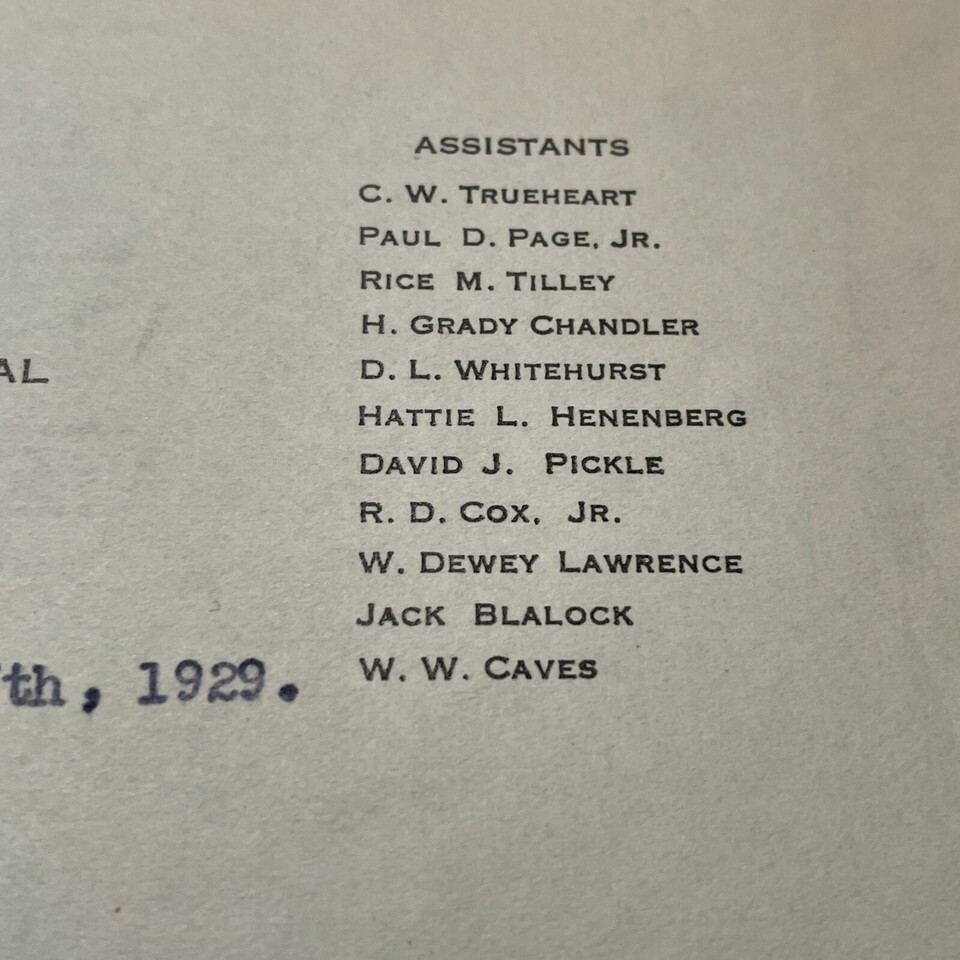 ASSISTANTS
C. W. TRUEHEART
PAUL D. PAGE, JR.
RICE M. TILLEY
H. GRADY CHANDLER
AL
D. L. WHITEHURST
HATTIE L. HENENBERG
DAVID J. PICKLE
R. D. COX, JR.
W. DEWEY LAWRENCE
JACK BLALOCK
th, 1929.
W. W. CAVES